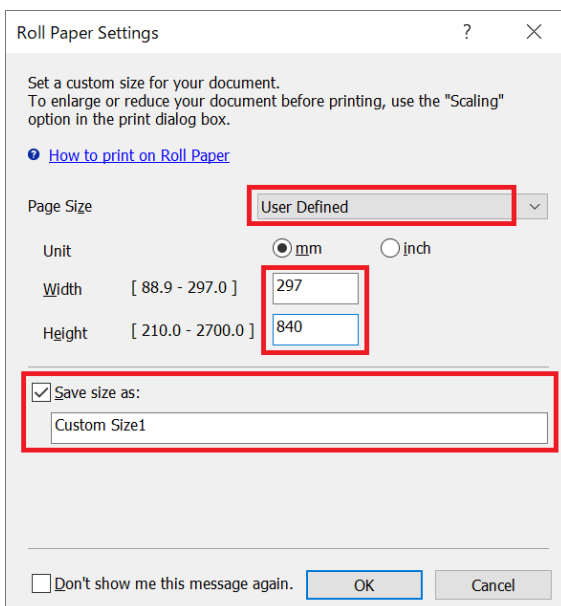 Roll Paper Settings ?
Set a custom size for your document.
To enlarge or reduce your document before printing, use the "Scaling"
option in the print dialog box.
? How to print on Roll Paper
Page Size User Defined
Unit mm inch
Width [ 88.9 - 297.0 ] 297
Height [ 210.0 - 2700.0 ] 840
Save size as:
Custom Size1
Don't show me this message again. OK Cancel